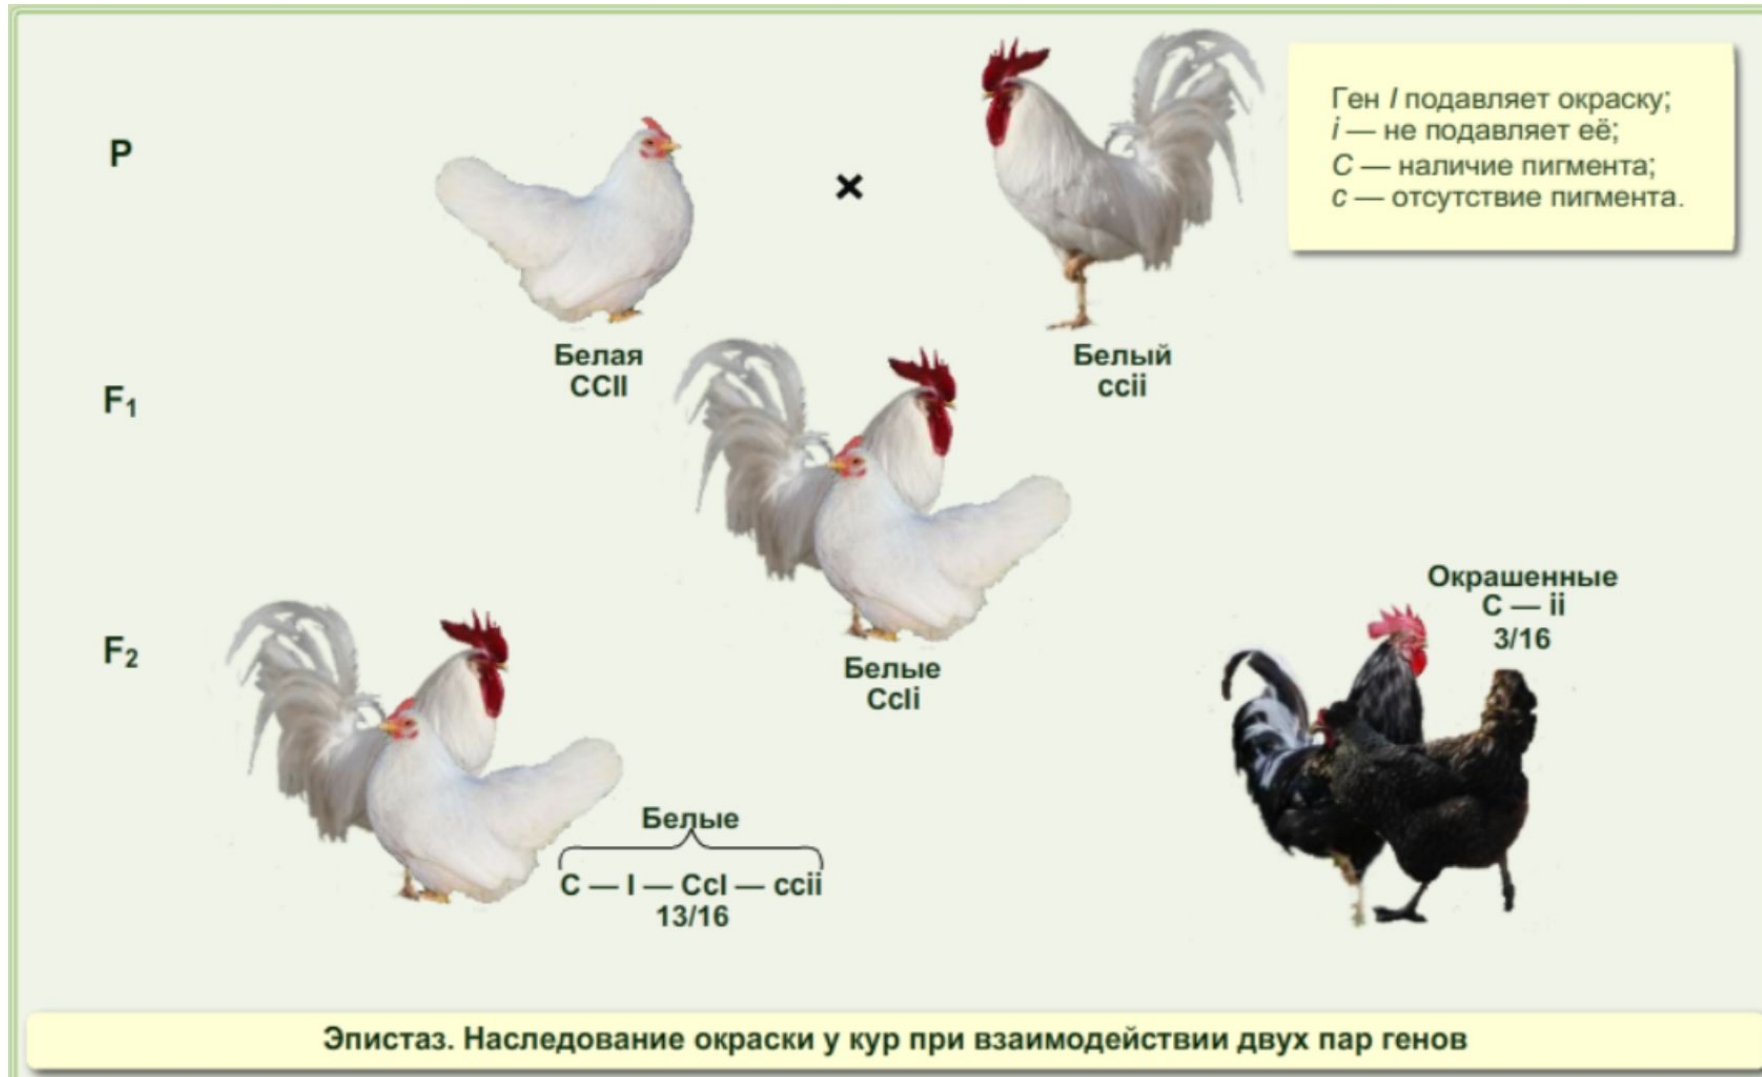 P
Ген I подавляет окраску;
i — не подавляет её;
C — наличие пигмента;
c — отсутствие пигмента.
Белая
CCII
Белый
ccii
F₁
Белые
CcIi
F₂
Окрашенные
C — ii
3/16
Белые
C — I — CcI — ccii
13/16
Эпистаз. Наследование окраски у кур при взаимодействии двух пар генов